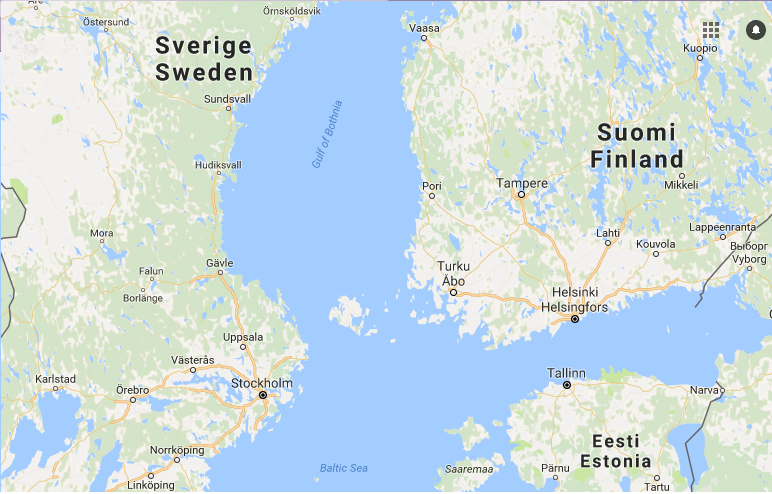 Örnsköldsvik
Östersund
Vaasa
Sverige
Sweden
Kuopio
Sundsvall
Gulf of Bothnia
Suomi
Finland
Hudiksvall
Pori
Tampere
Mikkeli
Mora
Lahti
Lappeenranta
Kouvola
Выборг
Vyborg
Falun
Gävle
Turku
Åbo
Borlänge
Helsinki
Helsingfors
Uppsala
Västerås
Karlstad
Örebro
Stockholm
Tallinn
Narva
Norrköping
Eesti
Estonia
Baltic Sea
Saaremaa
Pärnu
Linköping
Tartu